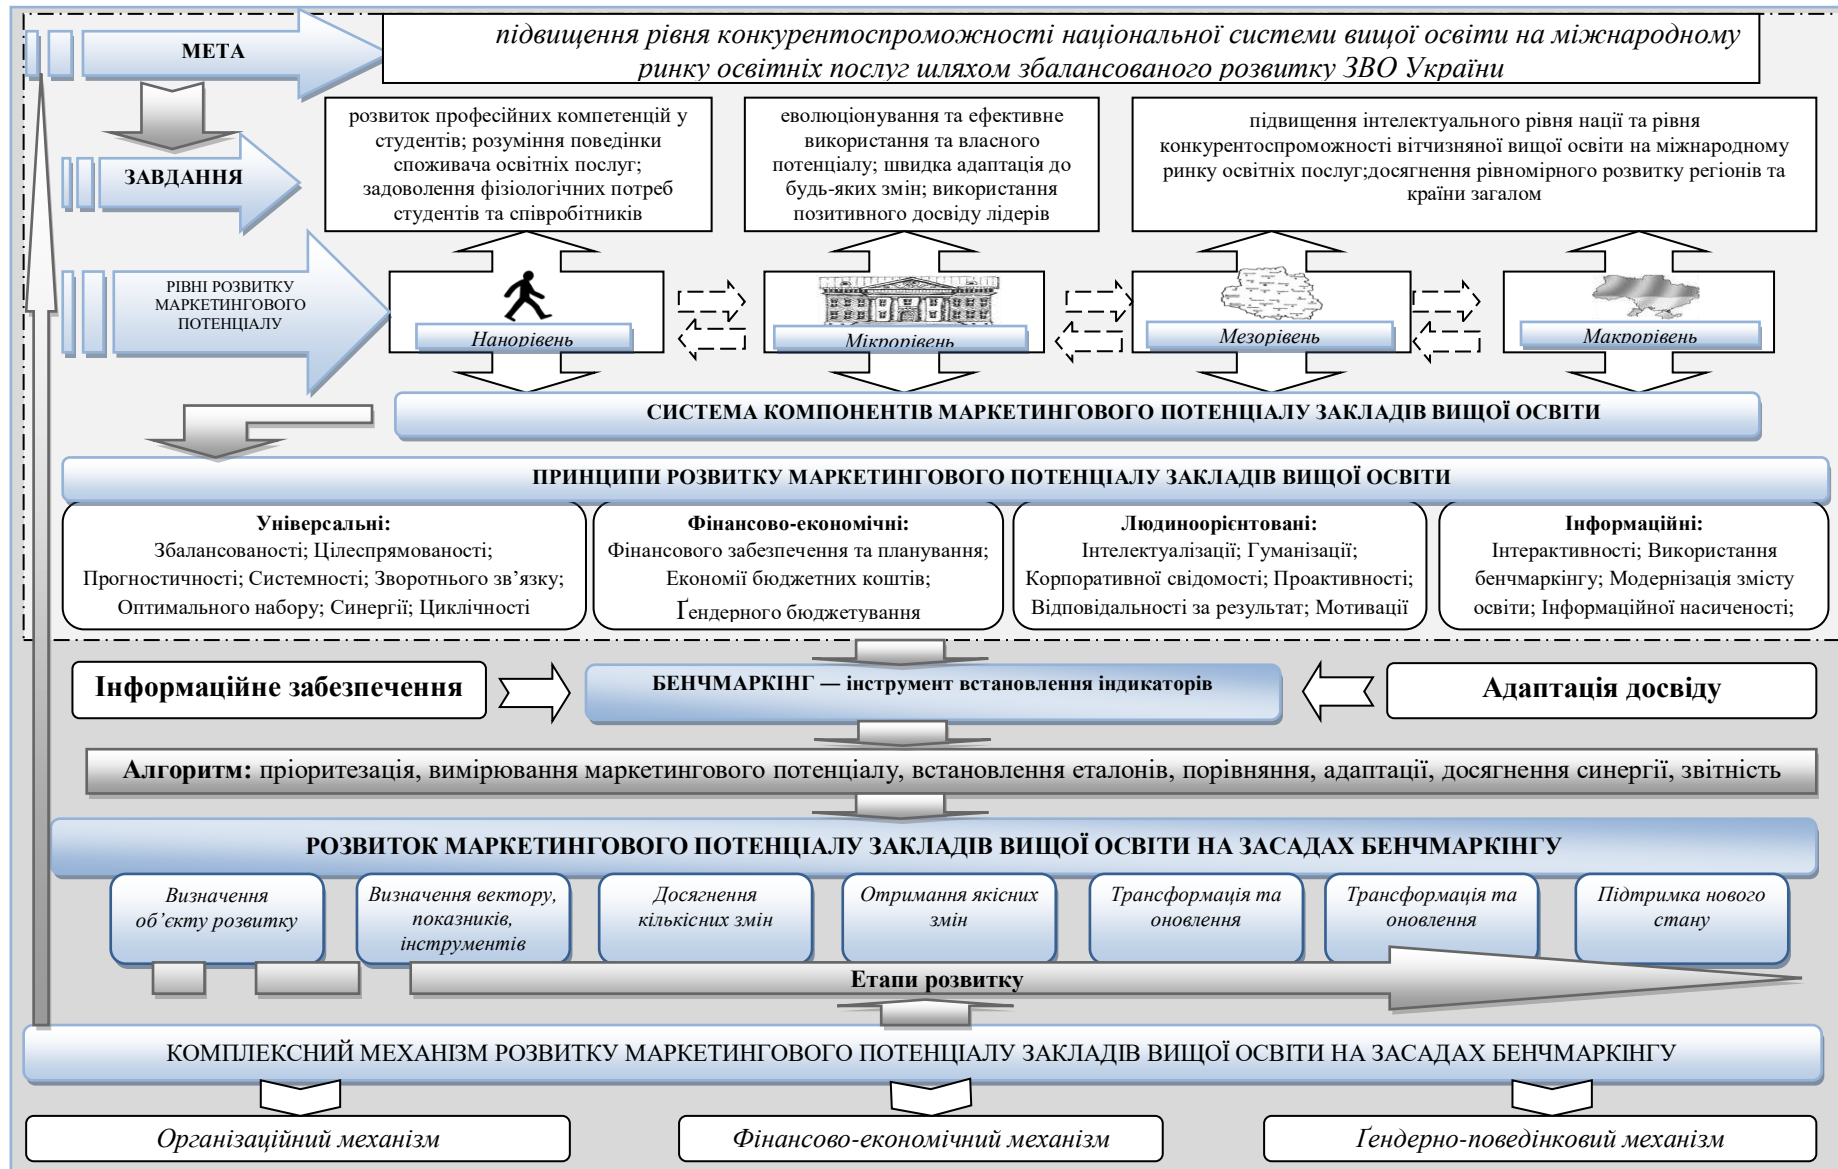 МЕТА
підвищення рівня конкурентоспроможності національної системи вищої освіти на міжнародному
ринку освітніх послуг шляхом збалансованого розвитку ЗВО України
ЗАВДАННЯ
розвиток професійних компетенцій у
студентів; розуміння поведінки
споживача освітніх послуг;
задоволення фізіологічних потреб
студентів та співробітників
еволюціонування та ефективне
використання та власного
потенціалу; швидка адаптація до
будь-яких змін; використання
позитивного досвіду лідерів
підвищення інтелектуального рівня нації та рівня
конкурентоспроможності вітчизняної вищої освіти на міжнародному
ринку освітніх послуг;досягнення рівномірного розвитку регіонів та
країни загалом
РІВНІ РОЗВИТКУ
МАРКЕТИНГОВОГО
ПОТЕНЦІАЛУ
Нанорівень
Мікрорівень
Мезорівень
Макрорівень
СИСТЕМА КОМПОНЕНТІВ МАРКЕТИНГОВОГО ПОТЕНЦІАЛУ ЗАКЛАДІВ ВИЩОЇ ОСВІТИ
ПРИНЦИПИ РОЗВИТКУ МАРКЕТИНГОВОГО ПОТЕНЦІАЛУ ЗАКЛАДІВ ВИЩОЇ ОСВІТИ
Універсальні:
Збалансованості; Цілеспрямованості;
Прогностичності; Системності; Зворотнього зв’язку;
Оптимального набору; Синергії; Циклічності
Фінансово-економічні:
Фінансового забезпечення та планування;
Економії бюджетних коштів;
Ґендерного бюджетування
Людиноорієнтовані:
Інтелектуалізації; Гуманізації;
Корпоративної свідомості; Проактивності;
Відповідальності за результат; Мотивації
Інформаційні:
Інтерактивності; Використання
бенчмаркінгу; Модернізація змісту
освіти; Інформаційної насиченості;
Інформаційне забезпечення
БЕНЧМАРКІНГ — інструмент встановлення індикаторів
Адаптація досвіду
Алгоритм: пріоритезація, вимірювання маркетингового потенціалу, встановлення еталонів, порівняння, адаптації, досягнення синергії, звітність
РОЗВИТОК МАРКЕТИНГОВОГО ПОТЕНЦІАЛУ ЗАКЛАДІВ ВИЩОЇ ОСВІТИ НА ЗАСАДАХ БЕНЧМАРКІНГУ
Визначення
об’єкту розвитку
Визначення вектору,
показників,
інструментів
Досягнення
кількісних змін
Отримання якісних
змін
Трансформація та
оновлення
Трансформація та
оновлення
Підтримка нового
стану
Етапи розвитку
КОМПЛЕКСНИЙ МЕХАНІЗМ РОЗВИТКУ МАРКЕТИНГОВОГО ПОТЕНЦІАЛУ ЗАКЛАДІВ ВИЩОЇ ОСВІТИ НА ЗАСАДАХ БЕНЧМАРКІНГУ
Організаційний механізм
Фінансово-економічний механізм
Ґендерно-поведінковий механізм